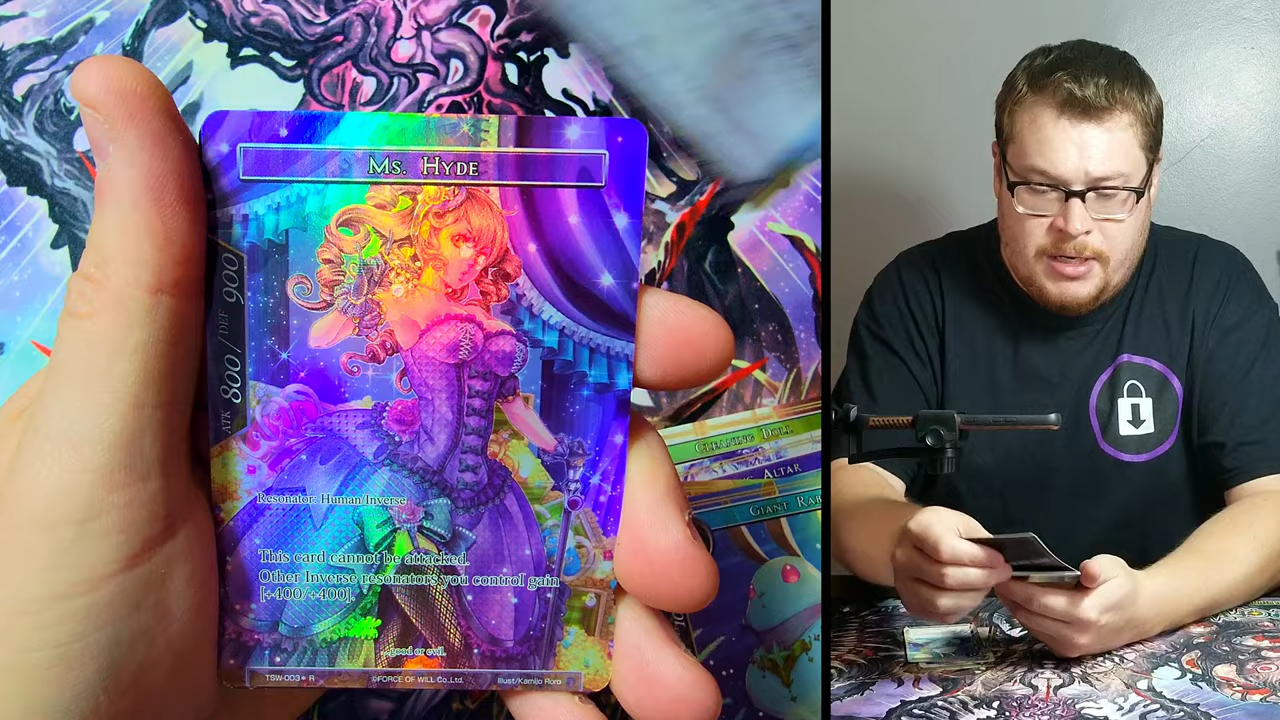 Ms. Hyde
ATK 800 / DEF 900
Resonator: Human/Inverse
This card cannot be attacked.
Other Inverse resonators you control gain
[+400/+400].
...good or evil.
TSW-003 * R ©FORCE OF WILL Co.,Ltd. Illust/Kamijo Roro
Cleaning Doll
Altar
Giant Rab